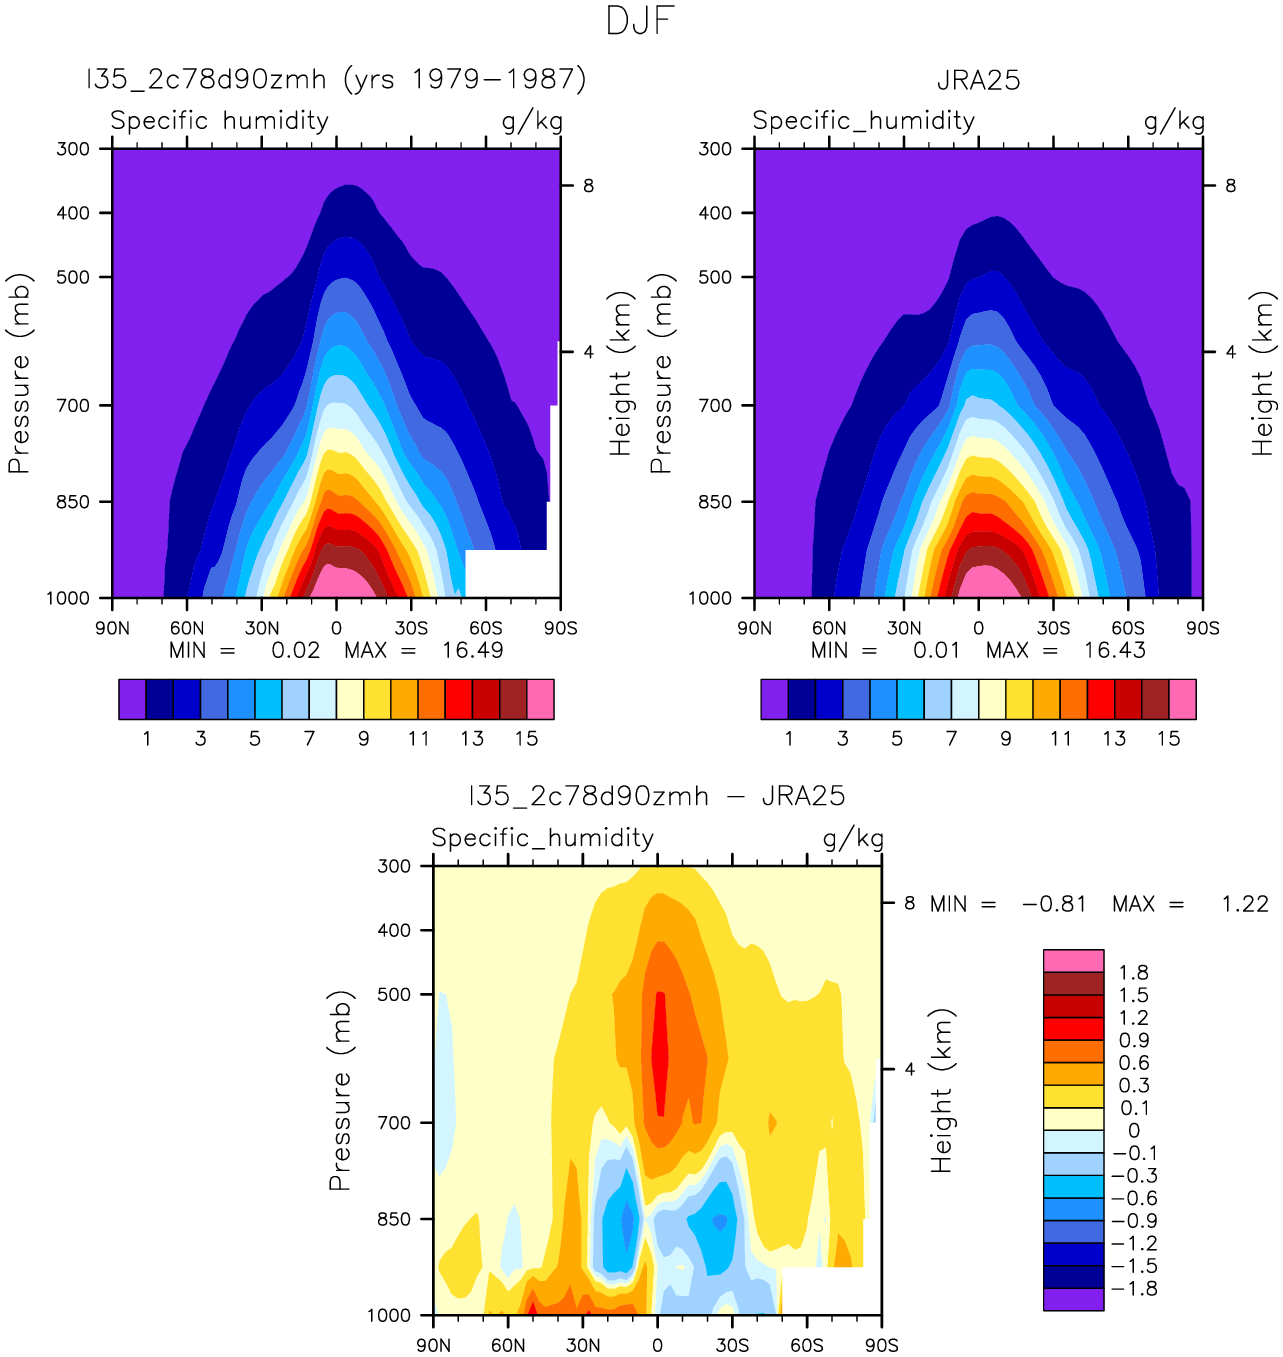 DJF
I35_2c78d90zmh (yrs 1979−1987)
Specific humidity g/kg
300
400
500
700
850
1000
Pressure (mb)
8
4
Height (km)
90N 60N 30N 0 30S 60S 90S
MIN = 0.02 MAX = 16.49
1 3 5 7 9 11 13 15
JRA25
Specific_humidity g/kg
300
400
500
700
850
1000
Pressure (mb)
8
4
Height (km)
90N 60N 30N 0 30S 60S 90S
MIN = 0.01 MAX = 16.43
1 3 5 7 9 11 13 15
I35_2c78d90zmh − JRA25
Specific_humidity g/kg
300
400
500
700
850
1000
Pressure (mb)
8
4
Height (km)
90N 60N 30N 0 30S 60S 90S
MIN = −0.81 MAX = 1.22
1.8
1.5
1.2
0.9
0.6
0.3
0.1
0
−0.1
−0.3
−0.6
−0.9
−1.2
−1.5
−1.8